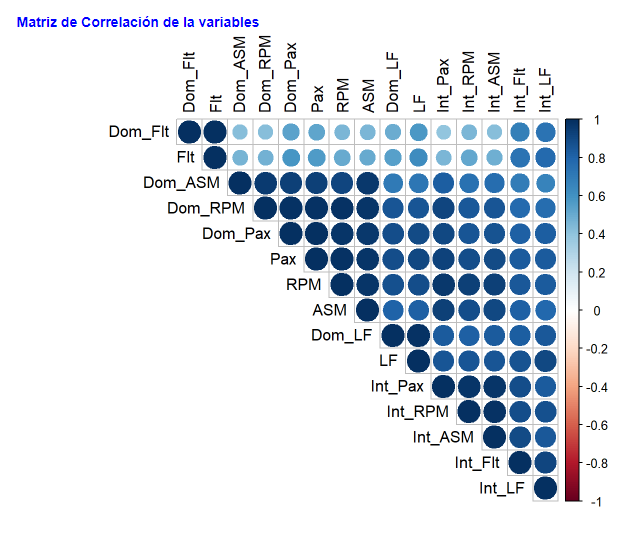 Matriz de Correlación de la variables
Dom_Flt
Flt
Dom_ASM
Dom_RPM
Dom_Pax
Pax
RPM
ASM
Dom_LF
LF
Int_Pax
Int_RPM
Int_ASM
Int_Flt
Int_LF
Dom_Flt
Flt
Dom_ASM
Dom_RPM
Dom_Pax
Pax
RPM
ASM
Dom_LF
LF
Int_Pax
Int_RPM
Int_ASM
Int_Flt
Int_LF
1
0.8
0.6
0.4
0.2
0
-0.2
-0.4
-0.6
-0.8
-1